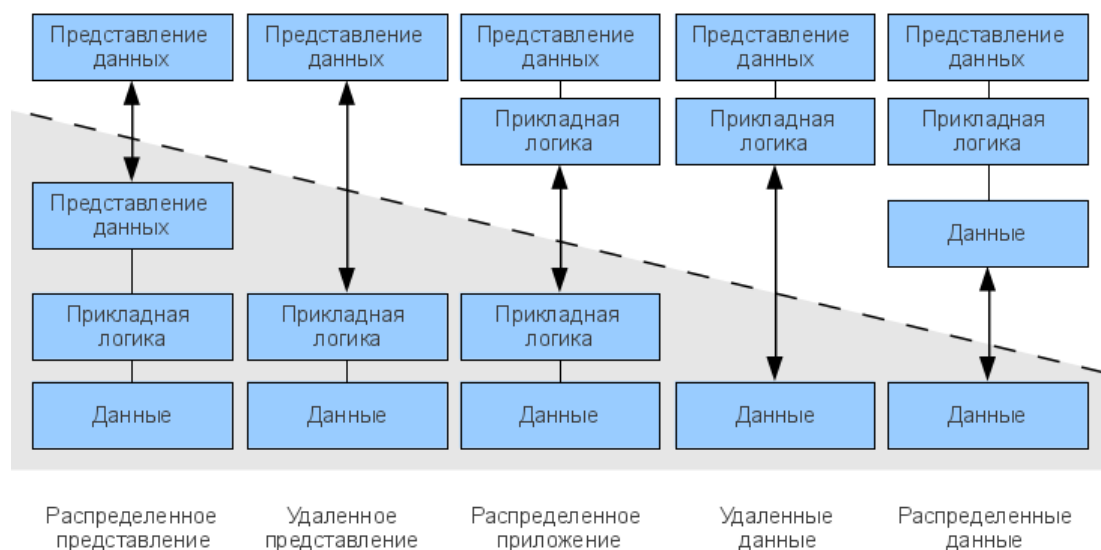 Представление
данных
Представление
данных
Представление
данных
Представление
данных
Представление
данных
Прикладная
логика
Прикладная
логика
Прикладная
логика
Представление
данных
Данные
Прикладная
логика
Прикладная
логика
Прикладная
логика
Данные
Данные
Данные
Данные
Данные
Распределенное
представление
Удаленное
представление
Распределенное
приложение
Удаленные
данные
Распределенные
данные